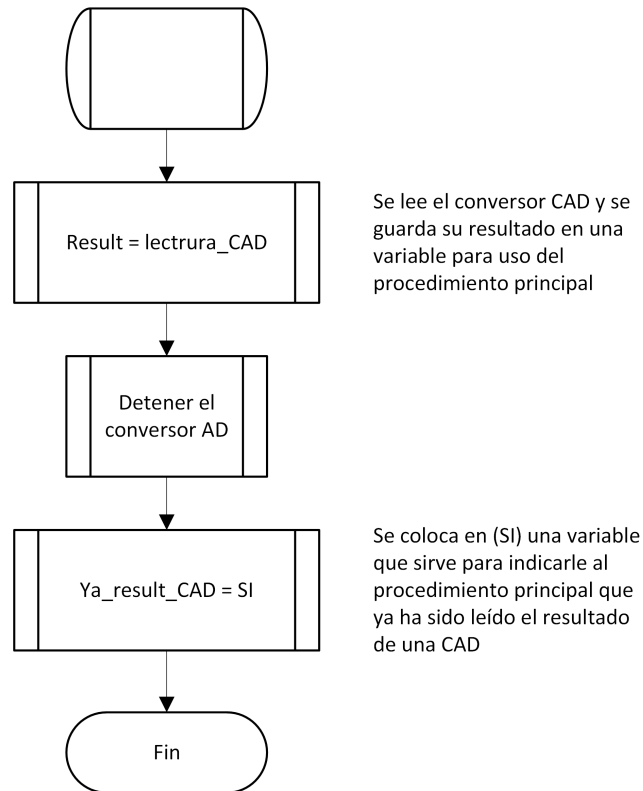 Result = lectrura_CAD
Se lee el conversor CAD y se
guarda su resultado en una
variable para uso del
procedimiento principal
Detener el
conversor AD
Ya_result_CAD = SI
Se coloca en (SI) una variable
que sirve para indicarle al
procedimiento principal que
ya ha sido leído el resultado
de una CAD
Fin